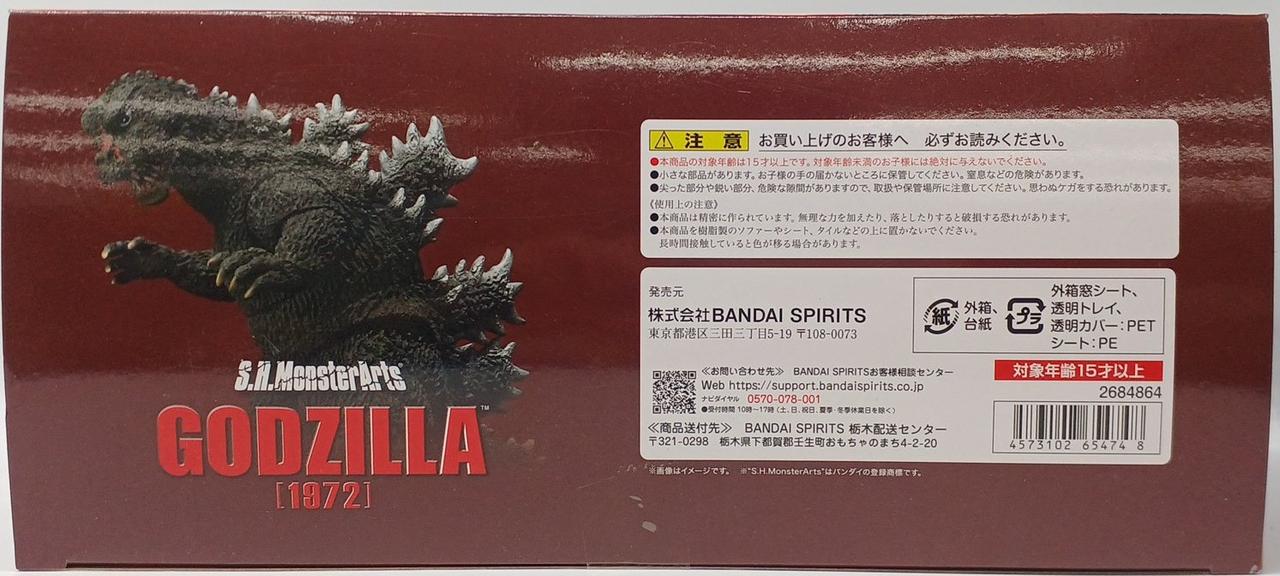 S.H.MonsterArts
GODZILLA™
[1972]
⚠注意 お買い上げのお客様へ 必ずお読みください。
●本商品の対象年齢は15才以上です。対象年齢未満のお子様には絶対に与えないでください。
●小さな部品があります。お子様の手の届かないところに保管してください。窒息などの危険があります。
●尖った部分や鋭い部分、危険な隙間がありますので、取扱や保管場所に注意してください。思わぬケガをする恐れがあります。
《使用上の注意》
●本商品は精密に作られています。無理な力を加えたり、落としたりすると破損する恐れがあります。
●本商品を樹脂製のソファーやシート、タイルなどの上に置かないでください。
長時間接触していると色が移る場合があります。
発売元
株式会社BANDAI SPIRITS
東京都港区三田三丁目5-19 〒108-0073
紙 外箱、
台紙
プラ 外箱窓シート、
透明トレイ、
透明カバー：PET
シート：PE
≪お問い合わせ先≫ BANDAI SPIRITSお客様相談センター
Web https://support.bandaispirits.co.jp
ナビダイヤル 0570-078-001
●受付時間 10時〜17時(土、日、祝日、夏季・冬季休業日を除く)
≪商品送付先≫ BANDAI SPIRITS 栃木配送センター
〒321-0298 栃木県下都賀郡壬生町おもちゃのまち4-2-20
対象年齢15才以上
2684864
4573102 65474 8
※画像はイメージです。 ※"S.H.MonsterArts"はバンダイの登録商標です。